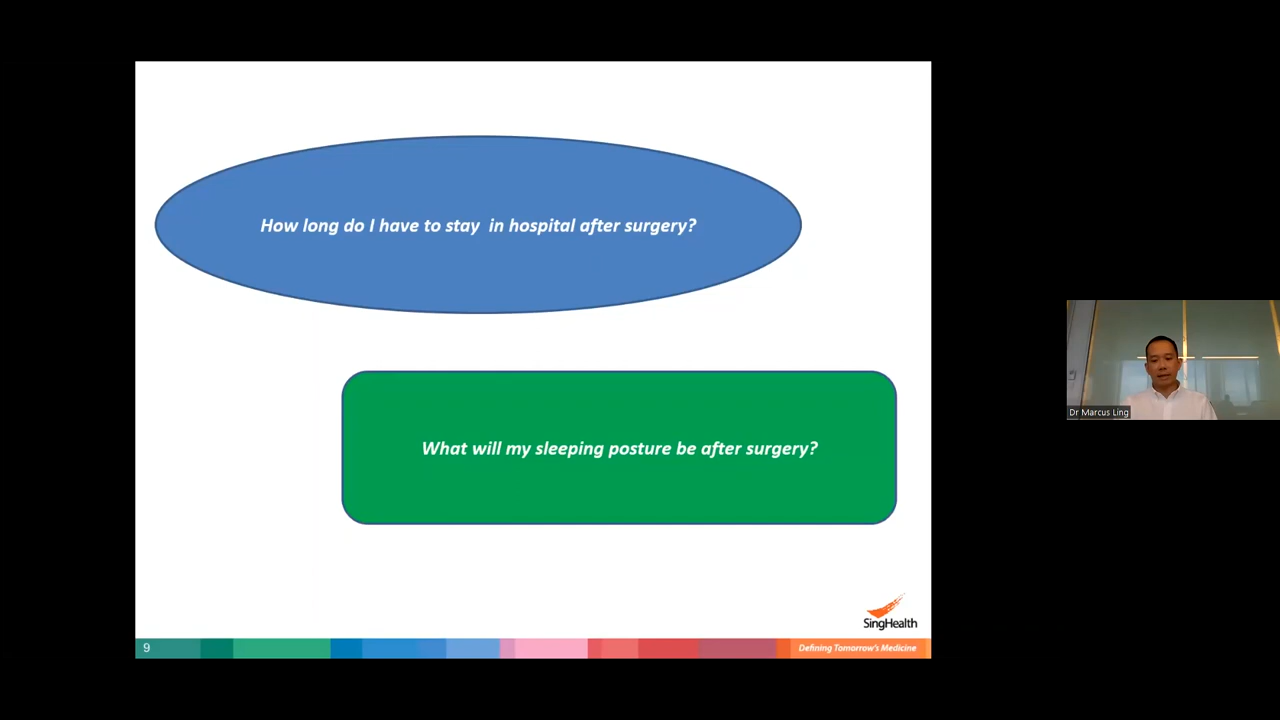 How long do I have to stay  in hospital after surgery?
What will my sleeping posture be after surgery?
Dr Marcus Ling
SingHealth
9
Defining Tomorrow's Medicine